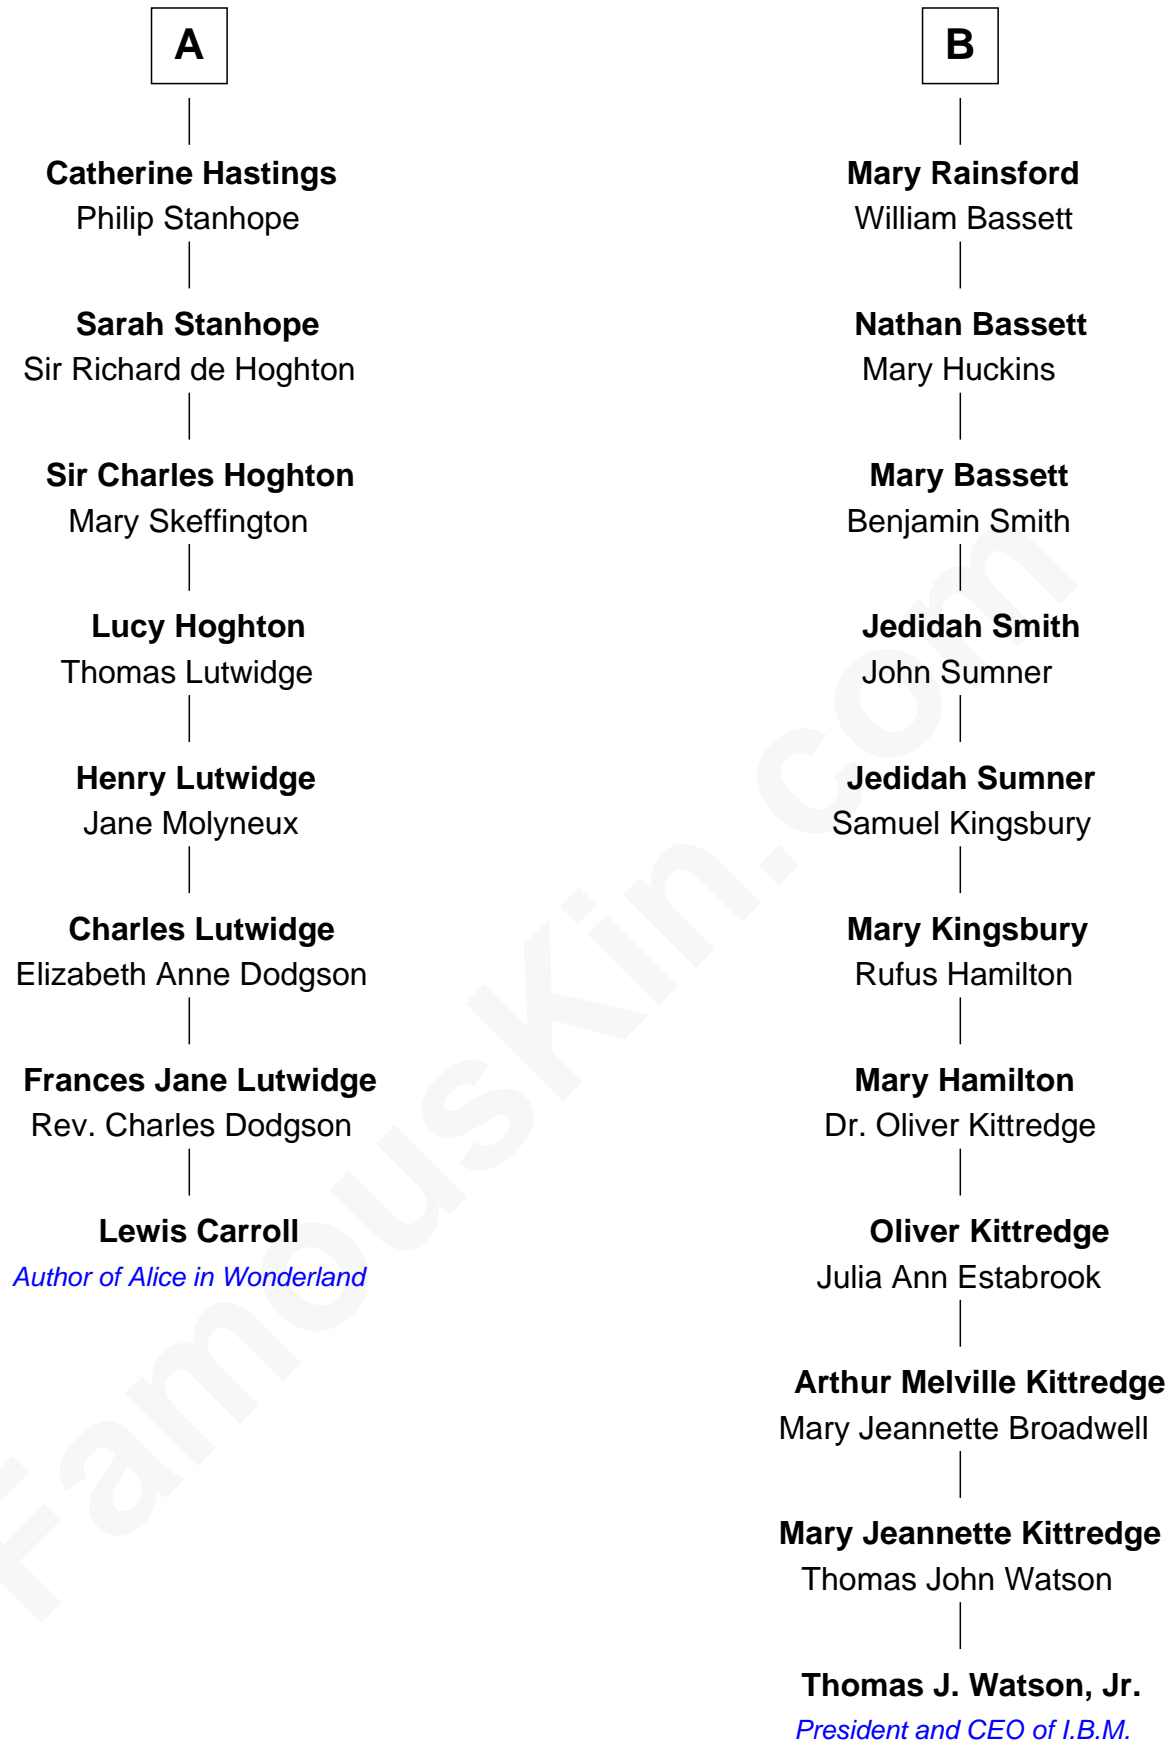 A
Catherine Hastings
Philip Stanhope
Sarah Stanhope
Sir Richard de Hoghton
Sir Charles Hoghton
Mary Skeffington
Lucy Hoghton
Thomas Lutwidge
Henry Lutwidge
Jane Molyneux
Charles Lutwidge
Elizabeth Anne Dodgson
Frances Jane Lutwidge
Rev. Charles Dodgson
Lewis Carroll
Author of Alice in Wonderland
B
Mary Rainsford
William Bassett
Nathan Bassett
Mary Huckins
Mary Bassett
Benjamin Smith
Jedidah Smith
John Sumner
Jedidah Sumner
Samuel Kingsbury
Mary Kingsbury
Rufus Hamilton
Mary Hamilton
Dr. Oliver Kittredge
Oliver Kittredge
Julia Ann Estabrook
Arthur Melville Kittredge
Mary Jeannette Broadwell
Mary Jeannette Kittredge
Thomas John Watson
Thomas J. Watson, Jr.
President and CEO of I.B.M.
FamousKin.com